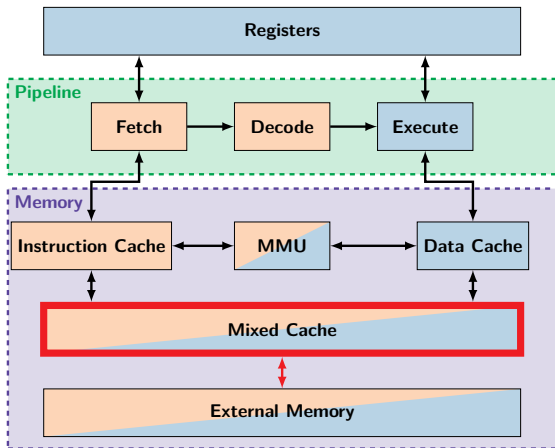 Registers
Pipeline
Fetch
Decode
Execute
Memory
Instruction Cache
MMU
Data Cache
Mixed Cache
External Memory